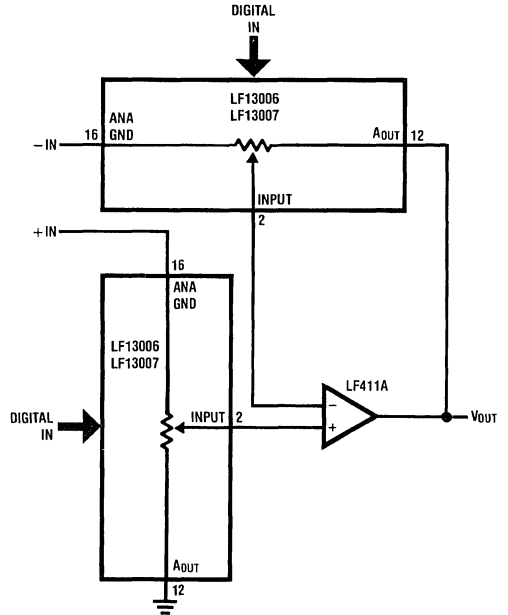 DIGITAL
IN
LF13006
LF13007
ANA
GND
16
-IN
AOUT
12
INPUT
2
+IN
16
ANA
GND
LF13006
LF13007
LF411A
INPUT
2
-
+
DIGITAL
IN
VOUT
AOUT
12